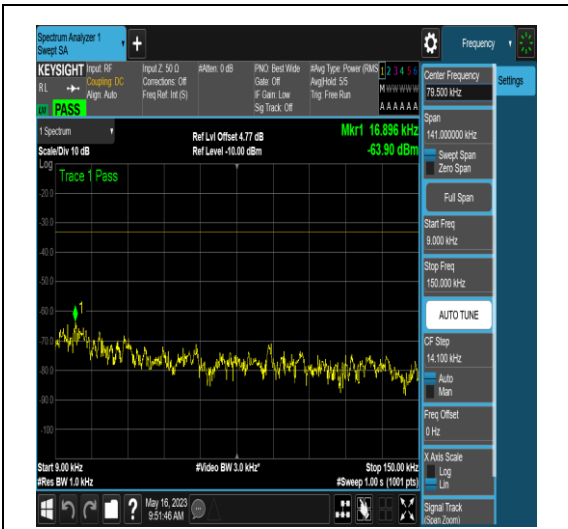 Spectrum Analyzer 1
Swept SA
+
Frequency
KEYSIGHT
RL
PASS
Input: RF
Coupling: DC
Align: Auto
Input Z: 50 Ω
Corrections: Off
Freq Ref: Int (S)
#Atten: 0 dB
PNO: Best Wide
Gate: Off
IF Gain: Low
Sig Track: Off
#Avg Type: Power (RMS
Avg|Hold: 5/5
Trig: Free Run
1 2 3 4 5 6
M W W W W W
A A A A A A
1 Spectrum
Scale/Div 10 dB
Log
Ref Lvl Offset 4.77 dB
Ref Level -10.00 dBm
Mkr1 16.896 kHz
-63.90 dBm
Trace 1 Pass
-20.0
-30.0
-40.0
-50.0
-60.0
-70.0
-80.0
-90.0
-100
1
Start 9.00 kHz
#Res BW 1.0 kHz
#Video BW 3.0 kHz*
Stop 150.00 kHz
#Sweep 1.00 s (1001 pts)
?
May 16, 2023
9:51:46 AM
Center Frequency
79.500 kHz
Settings
Span
141.000000 kHz
Swept Span
Zero Span
Full Span
Start Freq
9.000 kHz
Stop Freq
150.000 kHz
AUTO TUNE
CF Step
14.100 kHz
Auto
Man
Freq Offset
0 Hz
X Axis Scale
Log
Lin
Signal Track
(Span Zoom)